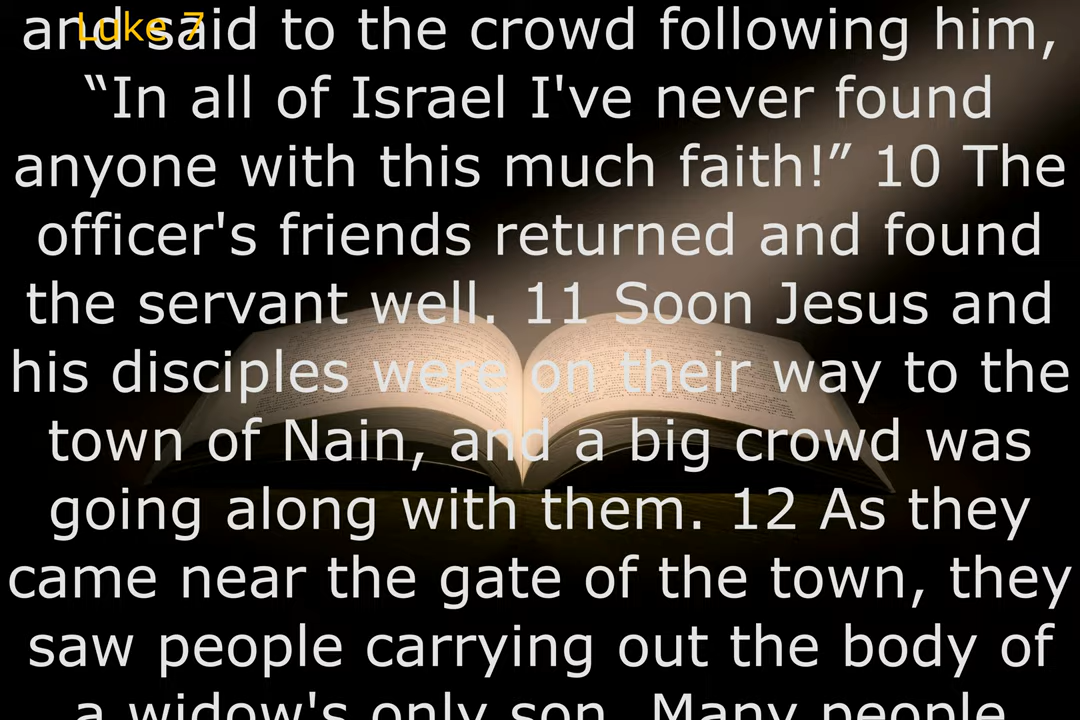 Luke 7
and said to the crowd following him,
“In all of Israel I've never found
anyone with this much faith!” 10 The
officer's friends returned and found
the servant well. 11 Soon Jesus and
his disciples were on their way to the
town of Nain, and a big crowd was
going along with them. 12 As they
came near the gate of the town, they
saw people carrying out the body of
a widow's only son. Many people